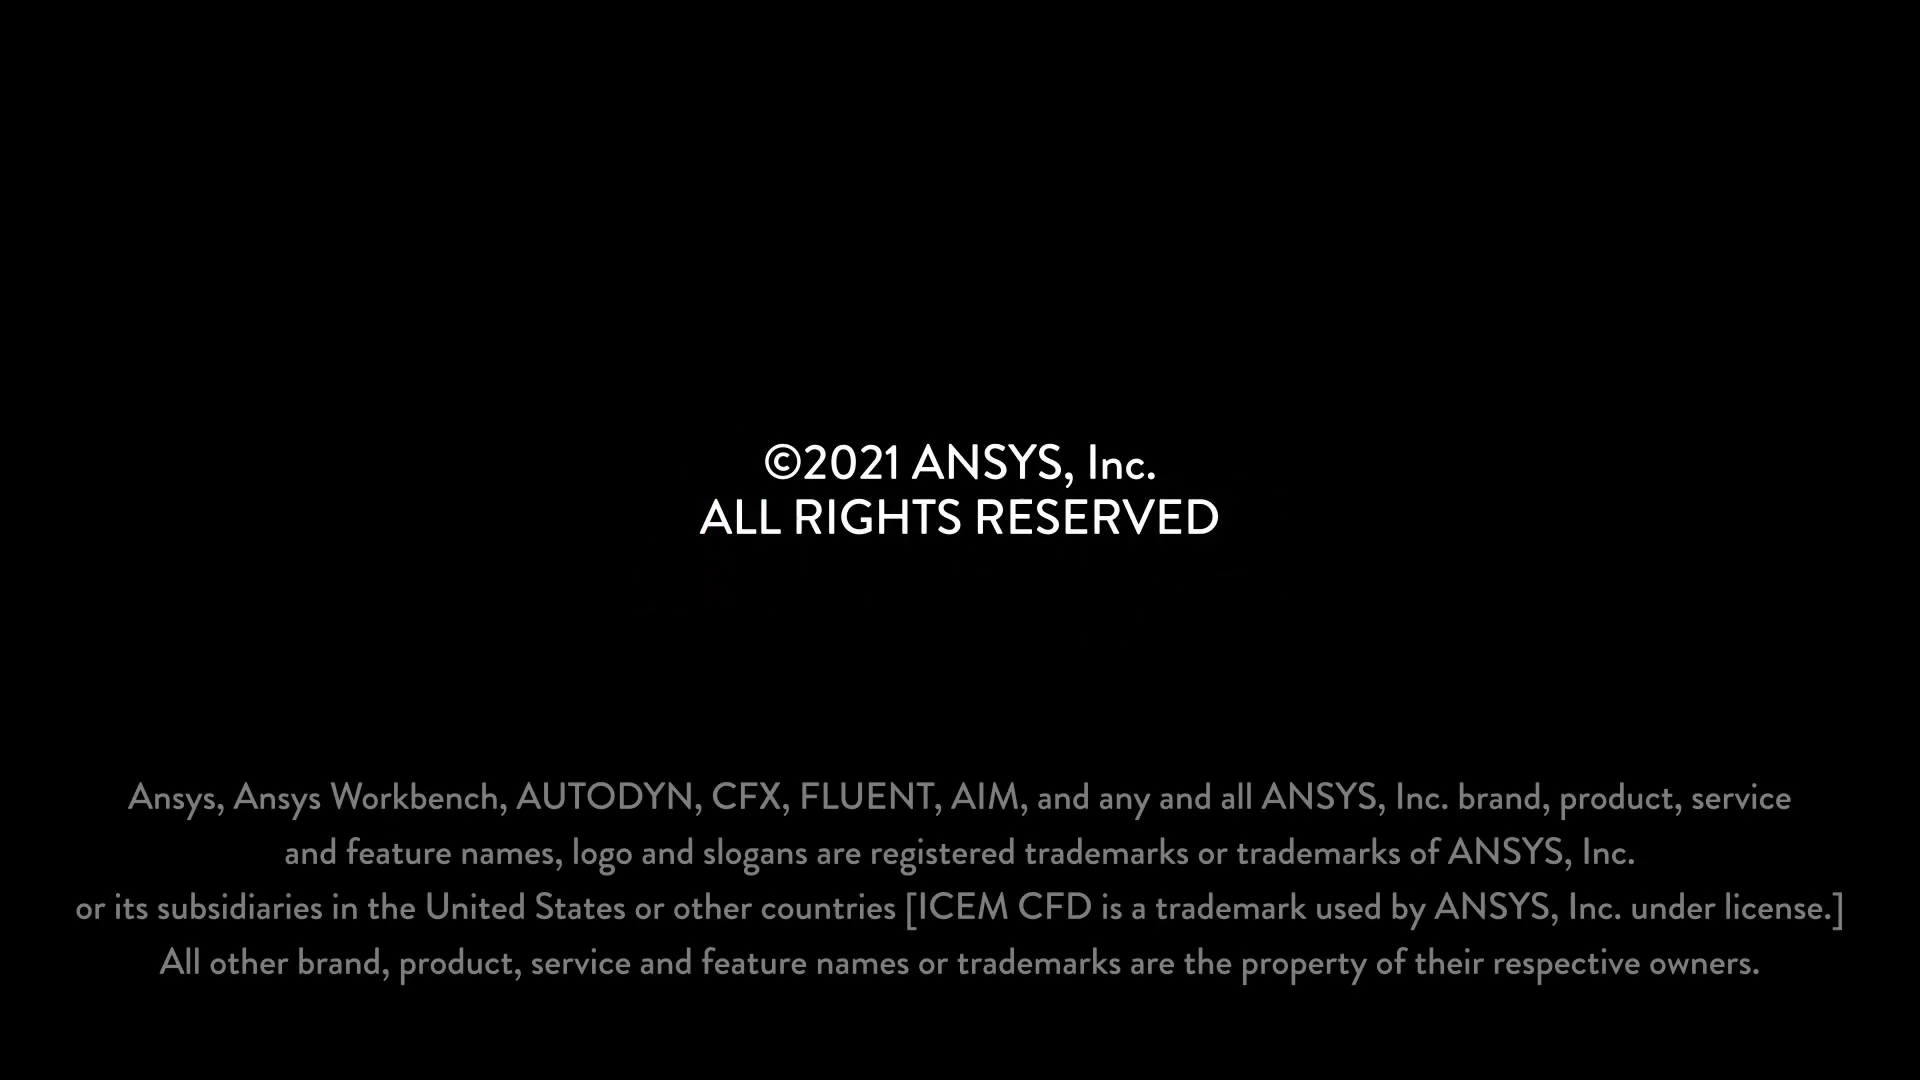 ©2021 ANSYS, Inc.
ALL RIGHTS RESERVED
Ansys, Ansys Workbench, AUTODYN, CFX, FLUENT, AIM, and any and all ANSYS, Inc. brand, product, service
and feature names, logo and slogans are registered trademarks or trademarks of ANSYS, Inc.
or its subsidiaries in the United States or other countries [ICEM CFD is a trademark used by ANSYS, Inc. under license.]
All other brand, product, service and feature names or trademarks are the property of their respective owners.